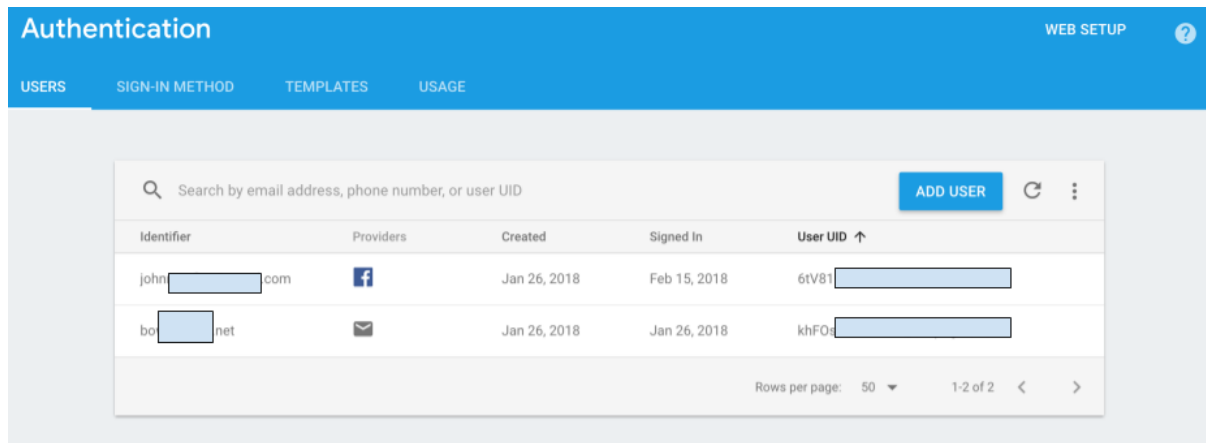 Authentication
WEB SETUP
USERS SIGN-IN METHOD TEMPLATES USAGE
Search by email address, phone number, or user UID ADD USER
Identifier Providers Created Signed In User UID
john .com Jan 26, 2018 Feb 15, 2018 6tV81
bo .net Jan 26, 2018 Jan 26, 2018 khFOs
Rows per page: 50 1-2 of 2